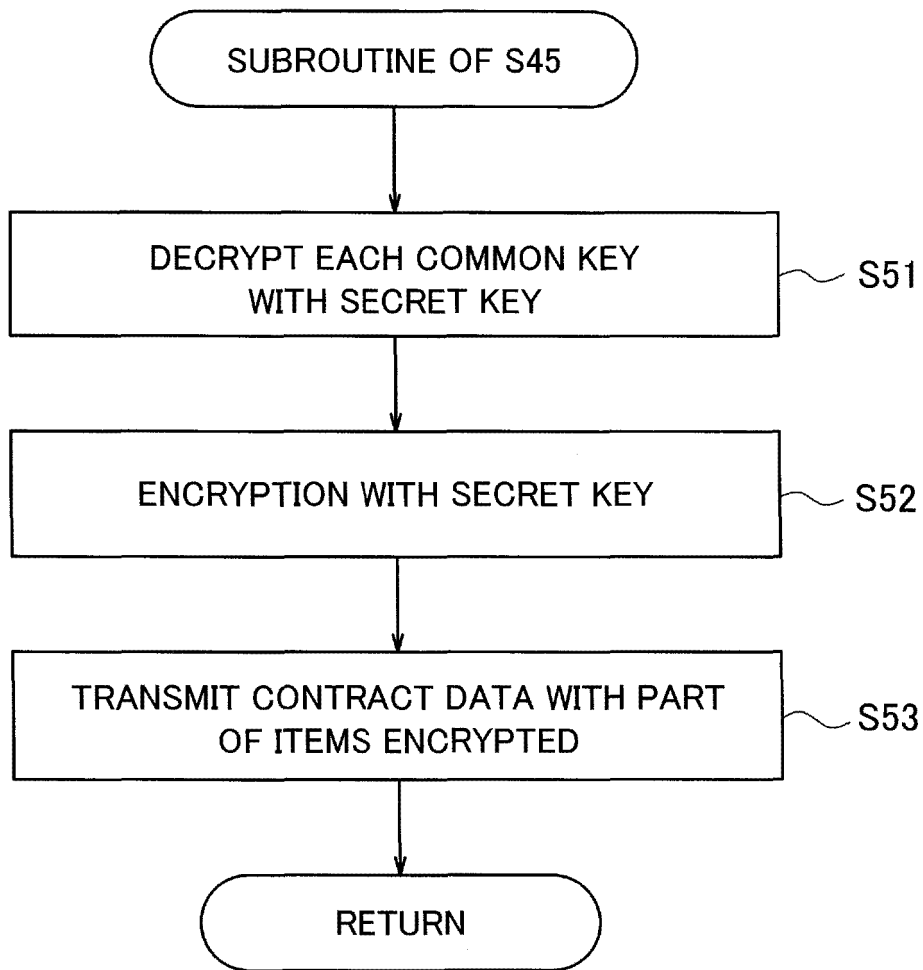 SUBROUTINE OF S45
DECRYPT EACH COMMON KEY
WITH SECRET KEY
S51
ENCRYPTION WITH SECRET KEY
S52
TRANSMIT CONTRACT DATA WITH PART
OF ITEMS ENCRYPTED
S53
RETURN